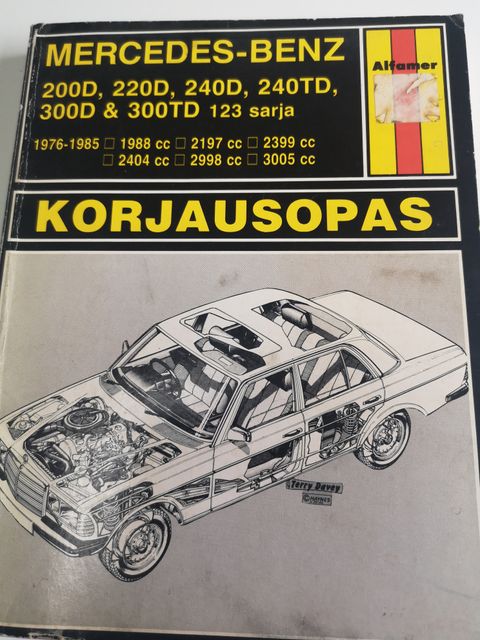 MERCEDES-BENZ
Alfamer
200D, 220D, 240D, 240TD,
300D & 300TD 123 sarja
1976-1985 □ 1988 cc □ 2197 cc □ 2399 cc
□ 2404 cc □ 2998 cc □ 3005 cc
KORJAUSOPAS
Terry Davey
© HAYNES